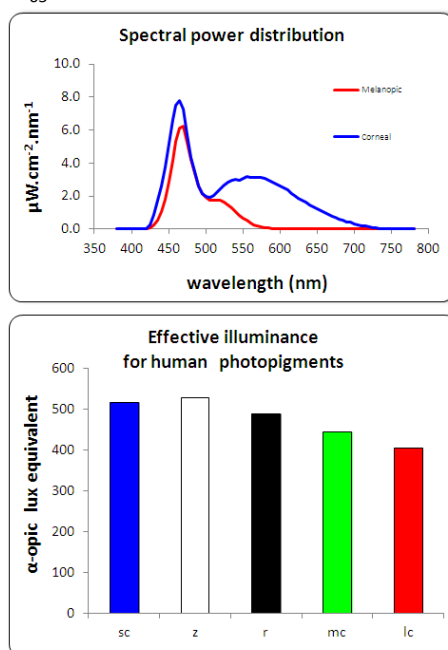 Spectral power distribution
10.0
8.0
6.0
4.0
2.0
0.0
µW.cm-2.nm-1
Melanopic
Corneal
350 400 450 500 550 600 650 700 750 800
wavelength (nm)
Effective illuminance
for human photopigments
600
500
400
300
200
100
0
α-opic lux equivalent
sc z r mc lc